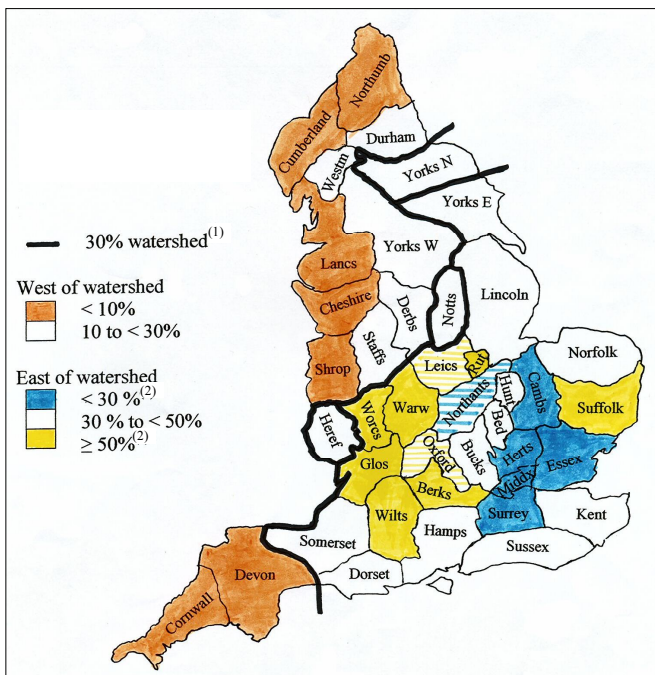 Northumb
Cumberland
Durham
Westm
Yorks N
Yorks E
30% watershed(1)
Yorks W
Lancs
West of watershed
< 10%
10 to < 30%
Cheshire
Derbs
Notts
Lincoln
Staffs
Norfolk
Shrop
Leics
Rut
East of watershed
< 30 %(2)
30 % to < 50%
≥ 50%(2)
Northants
Hunt
Cambs
Suffolk
Heref
Worcs
Warw
Bed
Oxford
Bucks
Herts
Essex
Glos
Middx
Berks
Wilts
Surrey
Kent
Hamps
Somerset
Sussex
Devon
Dorset
Cornwall